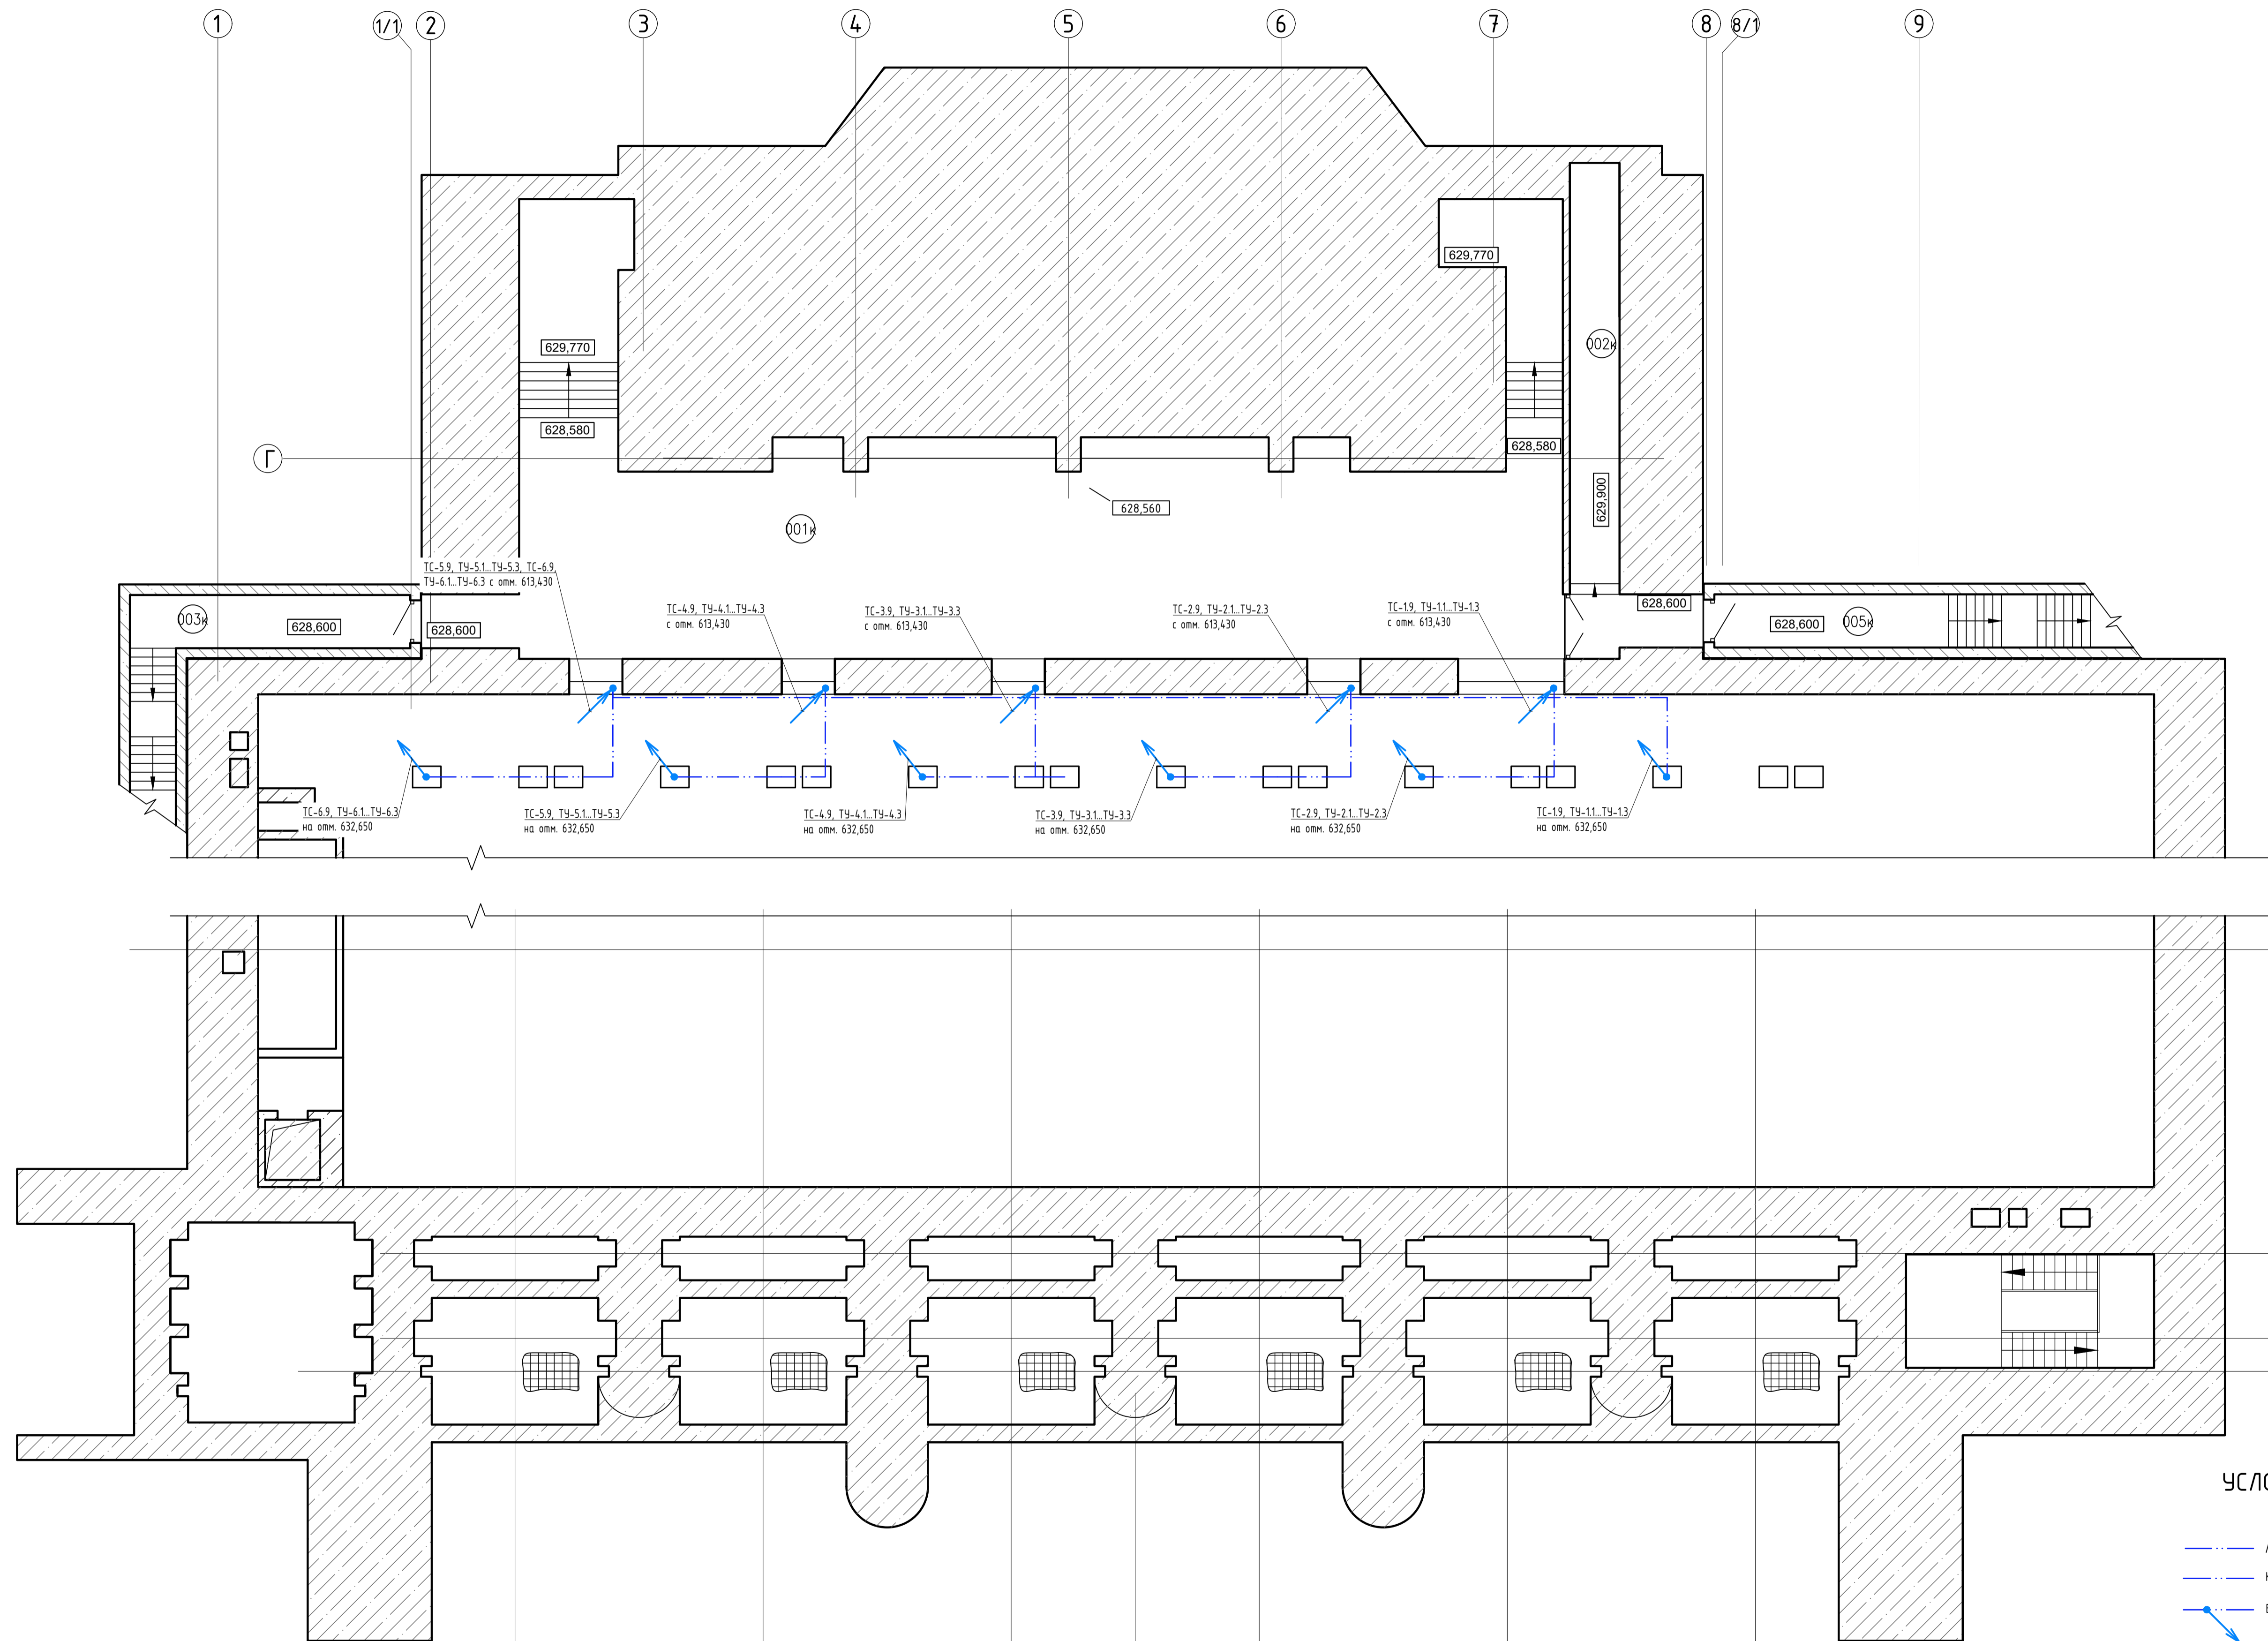 1
1/1
2
3
4
5
6
7
8
8/1
9
629,770
002к
629,770
628,580
628,580
Г
629,900
628,560
001к
ТС-5.9, ТУ-5.1...ТУ-5.3, ТС-6.9,
ТУ-6.1...ТУ-6.3 с отм. 613,430
003к
628,600
628,600
ТС-4.9, ТУ-4.1...ТУ-4.3
с отм. 613,430
ТС-3.9, ТУ-3.1...ТУ-3.3
с отм. 613,430
ТС-2.9, ТУ-2.1...ТУ-2.3
с отм. 613,430
ТС-1.9, ТУ-1.1...ТУ-1.3
с отм. 613,430
628,600
628,600
005к
ТС-6.9, ТУ-6.1...ТУ-6.3
на отм. 632,650
ТС-5.9, ТУ-5.1...ТУ-5.3
на отм. 632,650
ТС-4.9, ТУ-4.1...ТУ-4.3
на отм. 632,650
ТС-3.9, ТУ-3.1...ТУ-3.3
на отм. 632,650
ТС-2.9, ТУ-2.1...ТУ-2.3
на отм. 632,650
ТС-1.9, ТУ-1.1...ТУ-1.3
на отм. 632,650